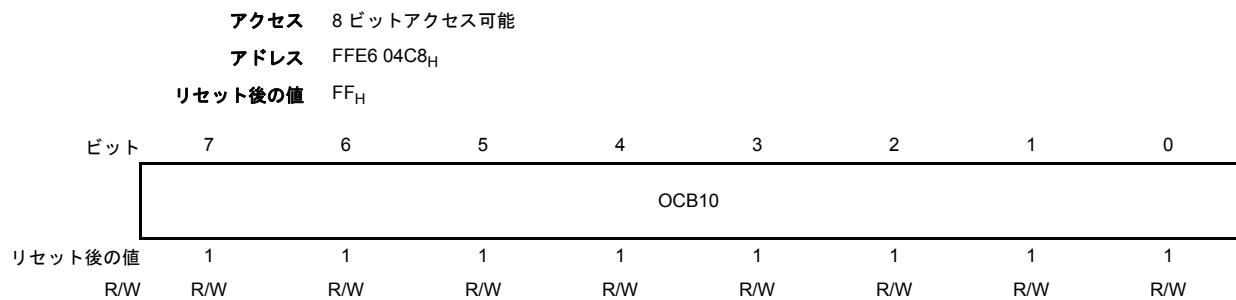 アクセス 8 ビットアクセス可能
アドレス FFE6 04C8H
リセット後の値 FFH
ビット 7 6 5 4 3 2 1 0
OCB10
リセット後の値 1 1 1 1 1 1 1 1
R/W R/W R/W R/W R/W R/W R/W R/W R/W